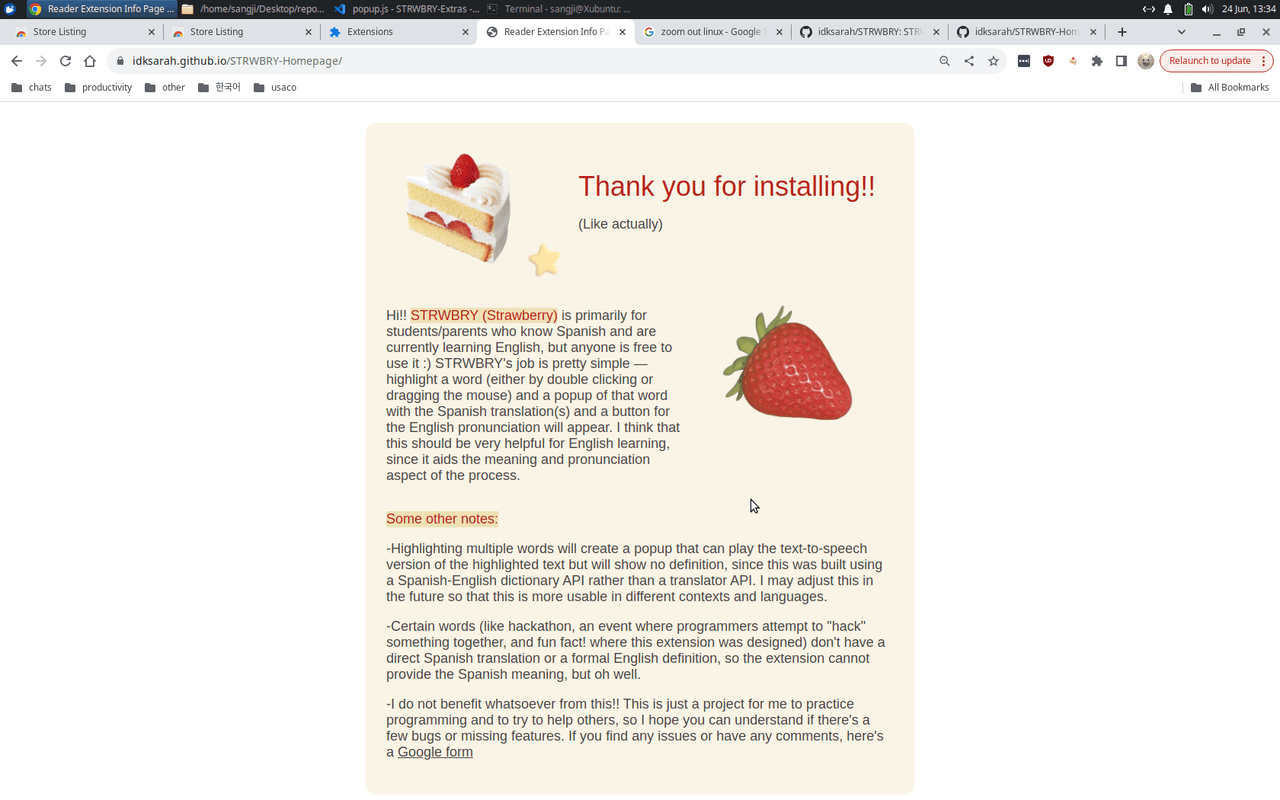 Reader Extension Info Page ...
/home/sangji/Desktop/repo...
popup.js - STRWBRY-Extras -...
Terminal - sangji@Xubuntu: ...
24 Jun, 13:34
Store Listing
Store Listing
Extensions
Reader Extension Info Pa
zoom out linux - Google S
idksarah/STRWBRY: STR
idksarah/STRWBRY-Hom
idksarah.github.io/STRWBRY-Homepage/
Relaunch to update
chats
productivity
other
한국어
usaco
All Bookmarks
Thank you for installing!!
(Like actually)
Hi!! STRWBRY (Strawberry) is primarily for
students/parents who know Spanish and are
currently learning English, but anyone is free to
use it :) STRWBRY's job is pretty simple —
highlight a word (either by double clicking or
dragging the mouse) and a popup of that word
with the Spanish translation(s) and a button for
the English pronunciation will appear. I think that
this should be very helpful for English learning,
since it aids the meaning and pronunciation
aspect of the process.
Some other notes:
-Highlighting multiple words will create a popup that can play the text-to-speech
version of the highlighted text but will show no definition, since this was built using
a Spanish-English dictionary API rather than a translator API. I may adjust this in
the future so that this is more usable in different contexts and languages.
-Certain words (like hackathon, an event where programmers attempt to "hack"
something together, and fun fact! where this extension was designed) don't have a
direct Spanish translation or a formal English definition, so the extension cannot
provide the Spanish meaning, but oh well.
-I do not benefit whatsoever from this!! This is just a project for me to practice
programming and to try to help others, so I hope you can understand if there's a
few bugs or missing features. If you find any issues or have any comments, here's
a Google form